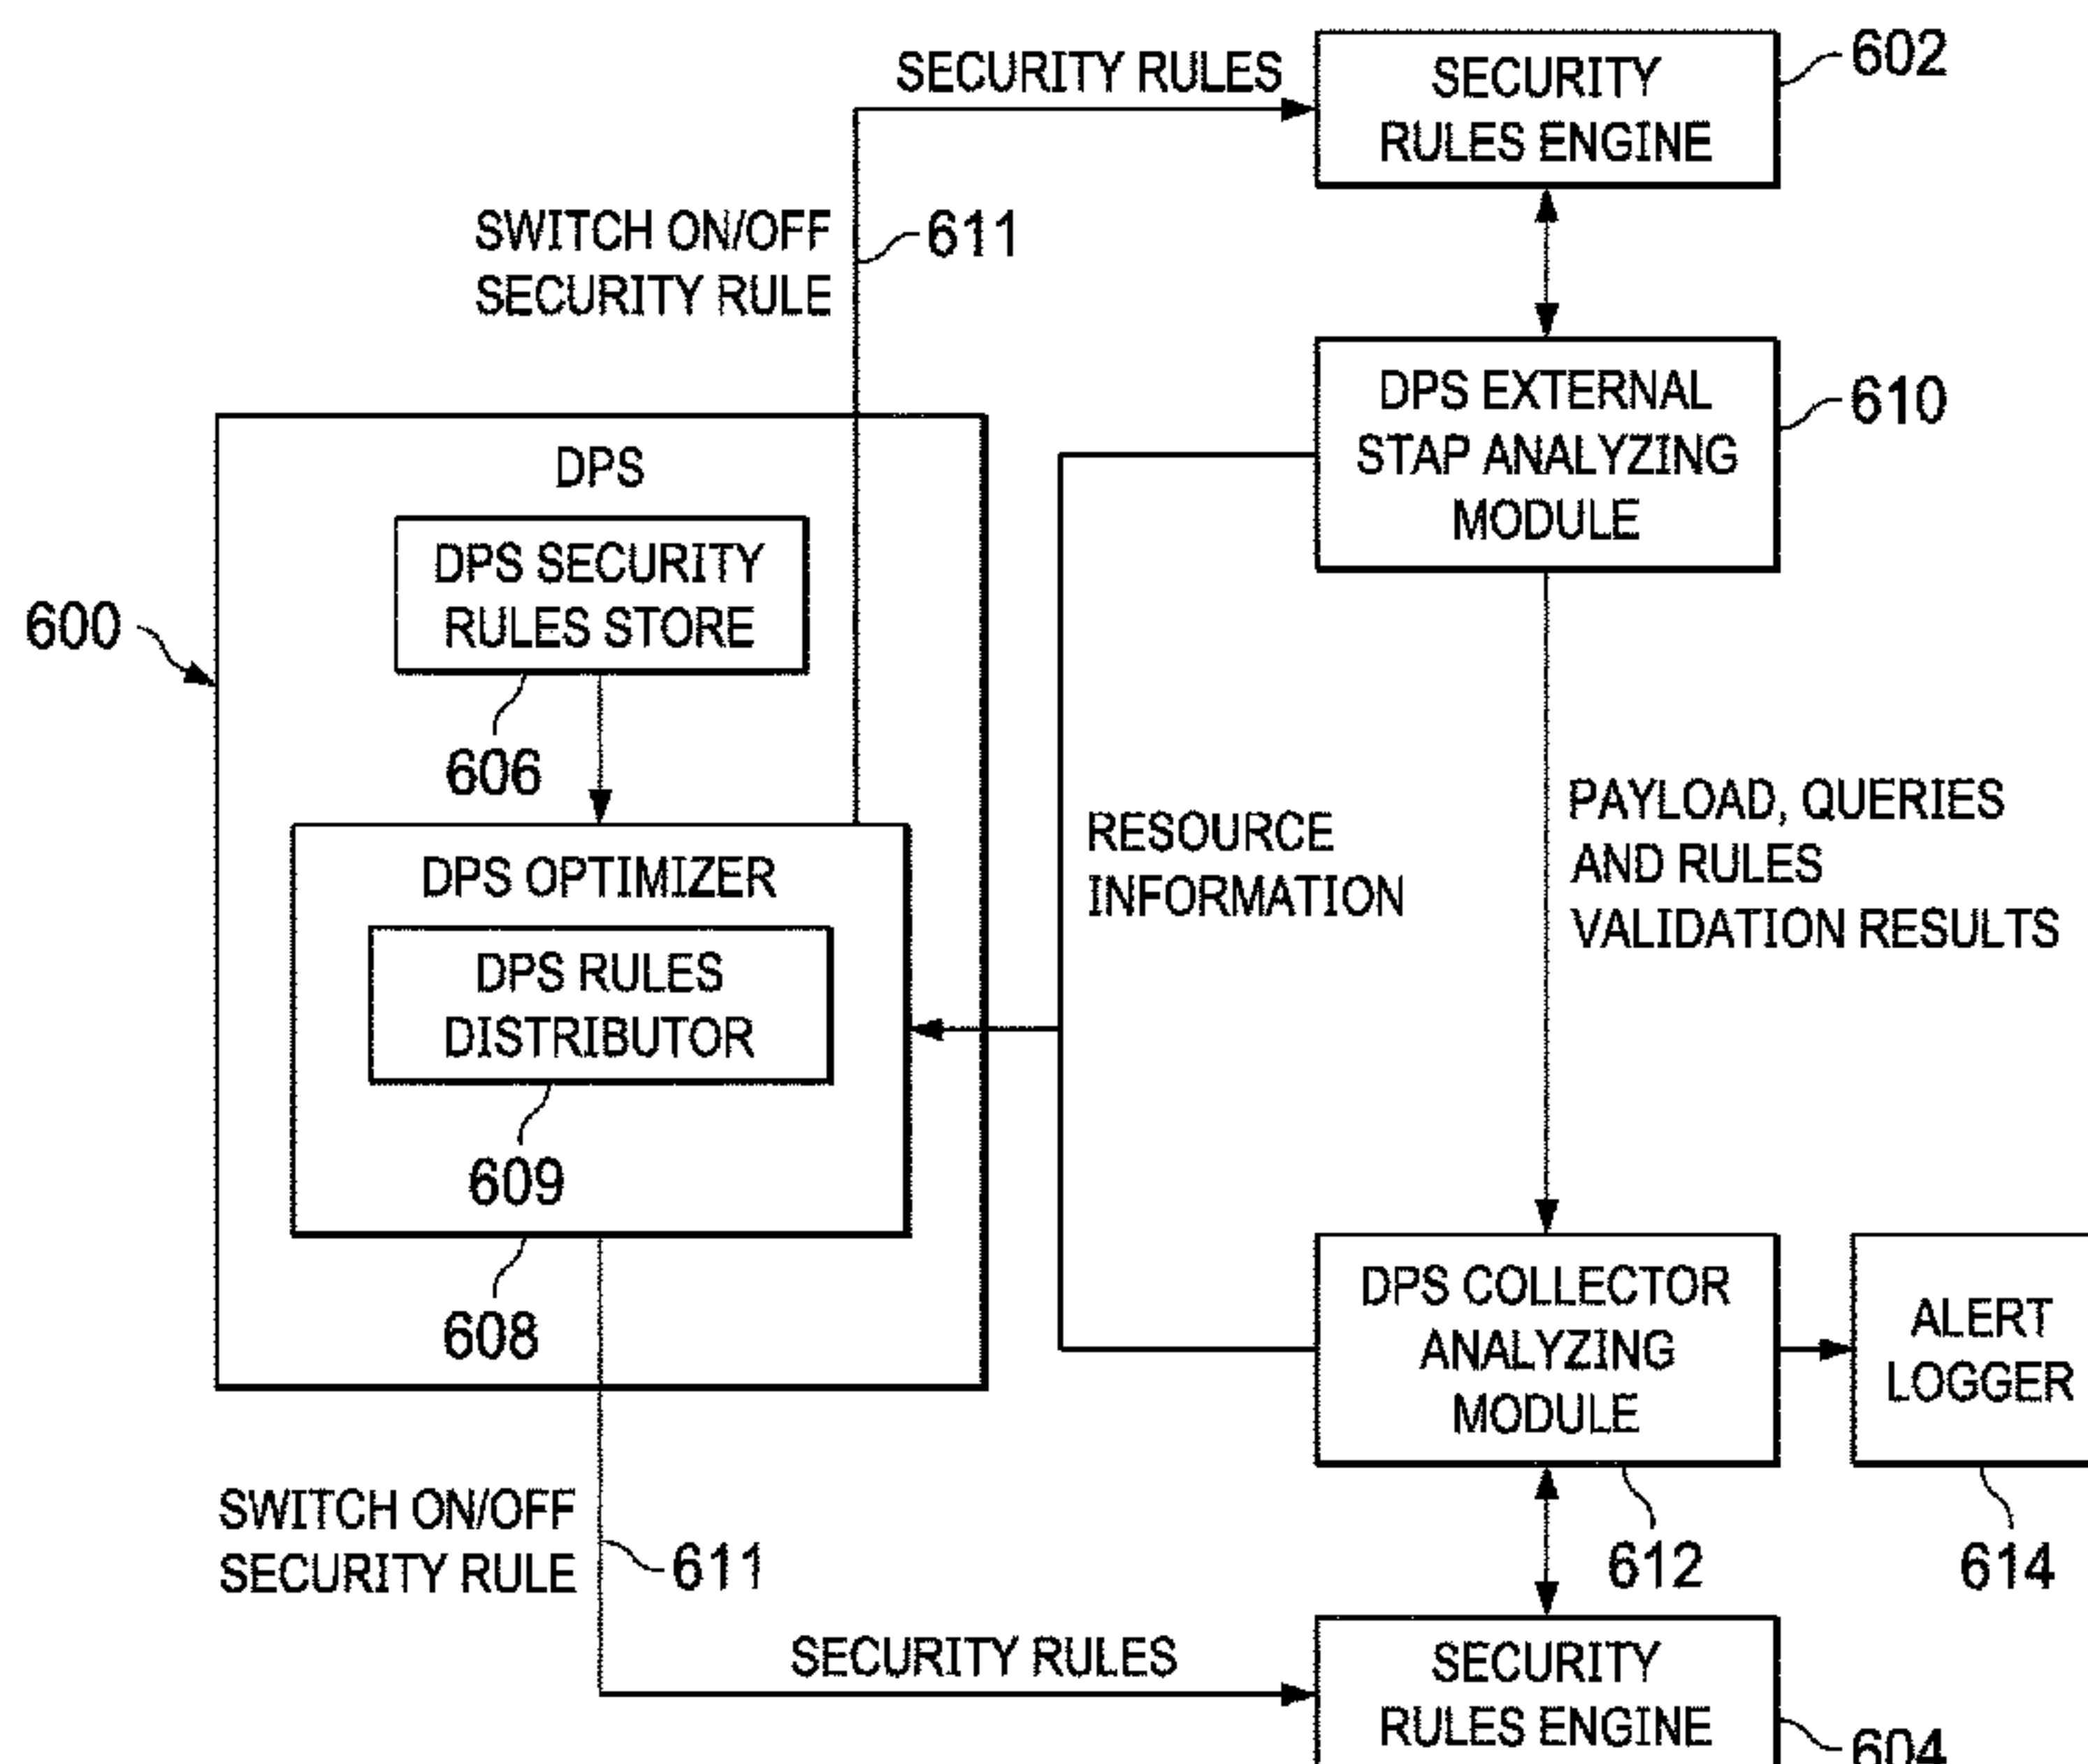 SECURITY RULES
SECURITY
RULES ENGINE
602
SWITCH ON/OFF
SECURITY RULE
611
DPS EXTERNAL
STAP ANALYZING
MODULE
610
DPS
DPS SECURITY
RULES STORE
600
606
DPS OPTIMIZER
DPS RULES
DISTRIBUTOR
609
608
RESOURCE
INFORMATION
PAYLOAD, QUERIES
AND RULES
VALIDATION RESULTS
DPS COLLECTOR
ANALYZING
MODULE
612
ALERT
LOGGER
614
SWITCH ON/OFF
SECURITY RULE
611
SECURITY RULES
SECURITY
RULES ENGINE
604